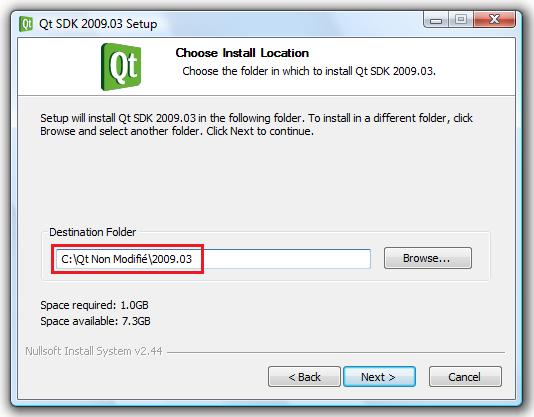 Qt SDK 2009.03 Setup
Qt
Choose Install Location
Choose the folder in which to install Qt SDK 2009.03.
Setup will install Qt SDK 2009.03 in the following folder. To install in a different folder, click
Browse and select another folder. Click Next to continue.
Destination Folder
C:\Qt Non Modifié\2009.03
Browse...
Space required: 1.0GB
Space available: 7.3GB
Nullsoft Install System v2.44
< Back
Next >
Cancel